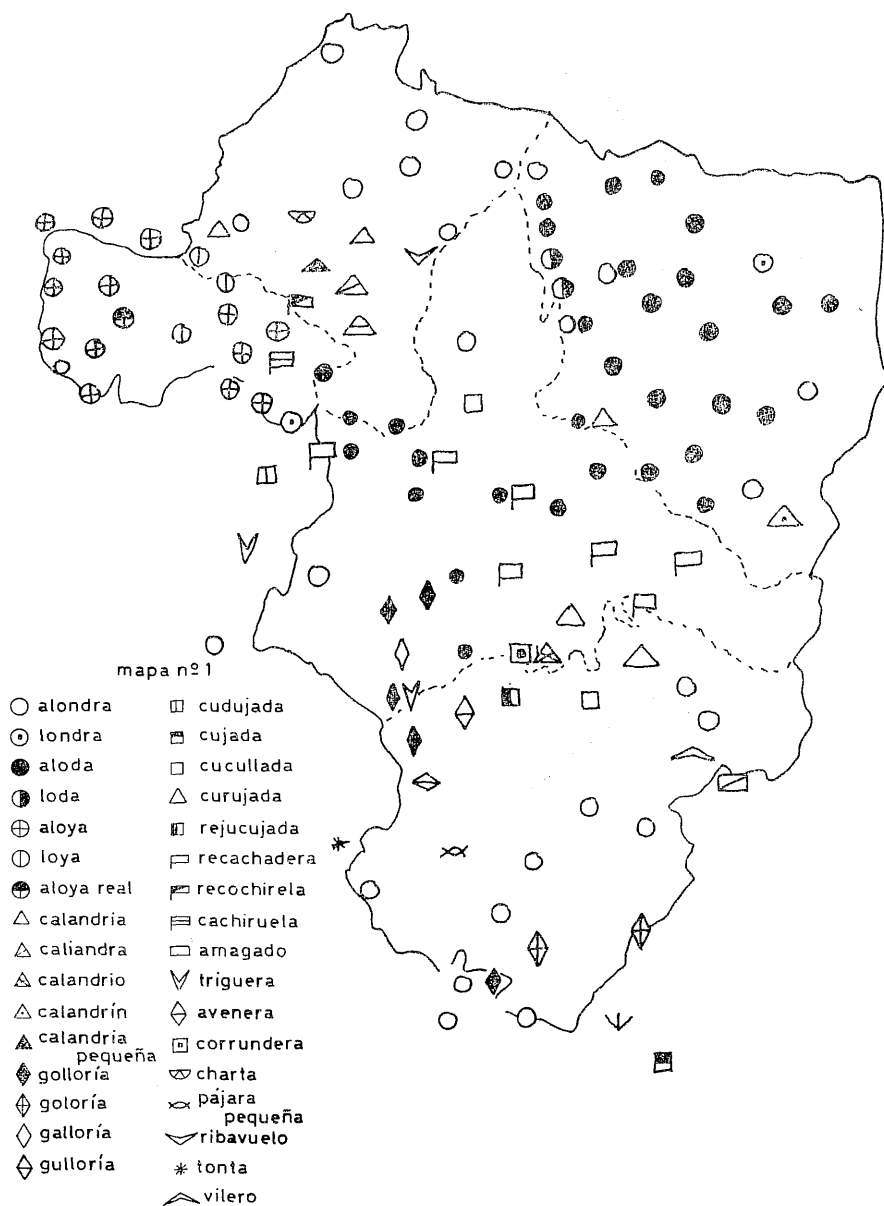 mapa nº 1
alondra
londra
aloda
loda
aloya
loya
aloya real
calandria
caliandra
calandrio
calandrín
calandria
pequeña
golloría
goloría
galloría
gulloría
cudujada
cujada
cucullada
curujada
rejucujada
recachadera
recochirela
cachiruela
amagado
triguera
avenera
corrundera
charta
pájara
pequeña
ribavuelo
tonta
vilero